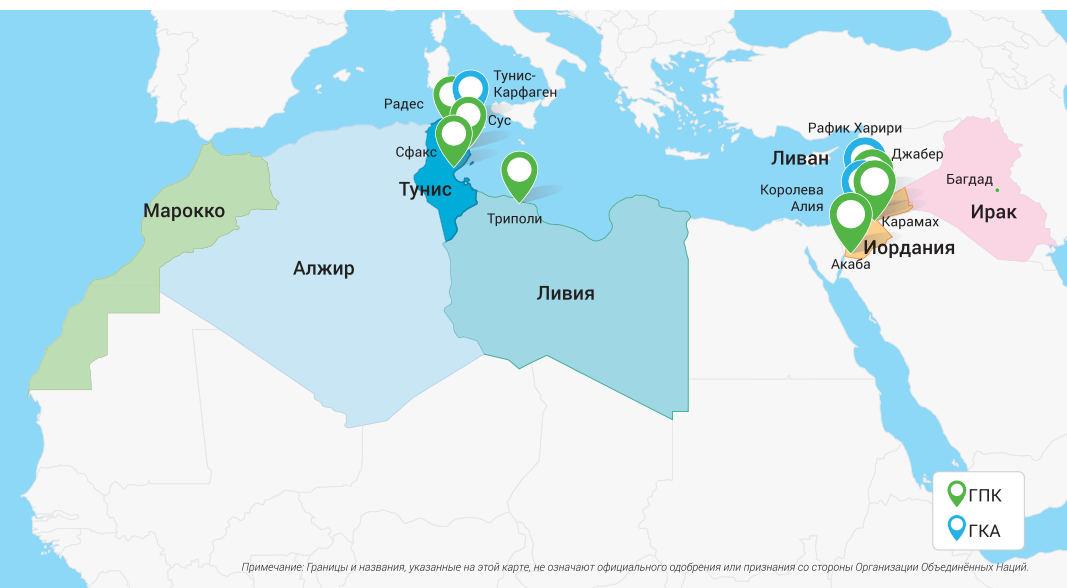 Тунис-
Карфаген
Радес
Сус
Сфакс
Тунис
Триполи
Марокко
Алжир
Ливия
Рафик Харири
Ливан
Джабер
Королева
Алия
Багдад
Ирак
Карамах
Иордания
Акаба
ГПК
ГКА
Примечание: Границы и названия, указанные на этой карте, не означают официального одобрения или признания со стороны Организации Объединённых Наций.